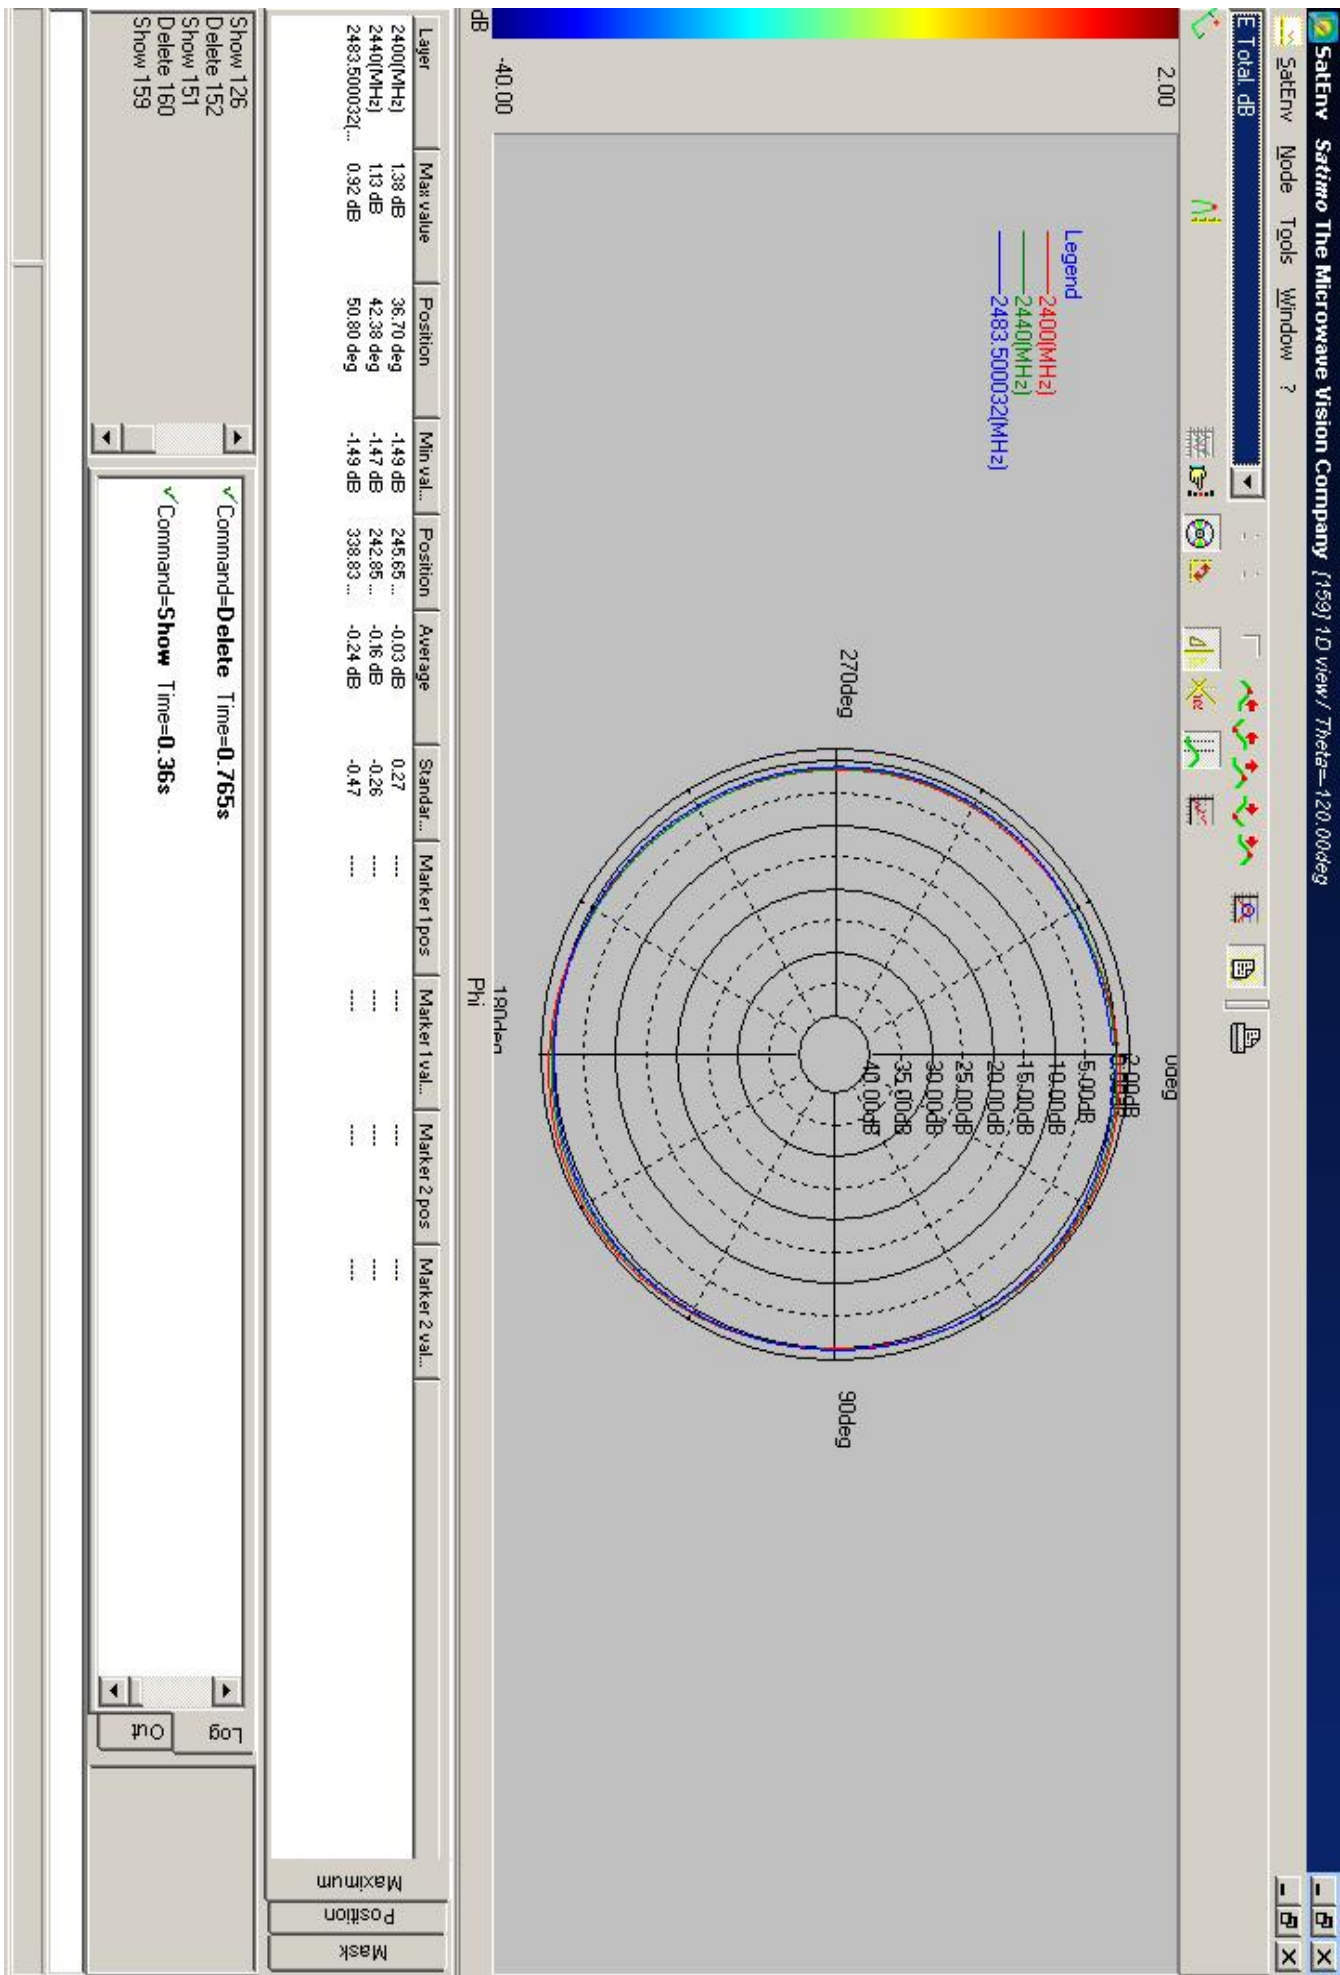 SatEnv Satimo The Microwave Vision Company [159] 1D view / Theta=-120.00deg
SatEnv Node Tools Window ?
E Total. dB
2.00
-40.00
dB
Legend
2400(MHz)
2440(MHz)
2483.500032(MHz)
0deg
270deg
90deg
180deg
Phi
2.00dB
-5.00dB
-10.00dB
-15.00dB
-20.00dB
-25.00dB
-30.00dB
-35.00dB
-40.00dB
Layer Max value Position Min val... Position Average Standar... Marker 1 pos Marker 1 val... Marker 2 pos Marker 2 val...
2400(MHz) 1.38 dB 36.70 deg -1.49 dB 245.65 ... -0.03 dB 0.27 --- --- --- ---
2440(MHz) 1.13 dB 42.38 deg -1.47 dB 242.85 ... -0.16 dB -0.26 --- --- --- ---
2483.500032(... 0.92 dB 50.80 deg -1.49 dB 338.83 ... -0.24 dB -0.47 --- --- --- ---
Maximum
Position
Mask
Show 126
Delete 152
Show 151
Delete 160
Show 159
Command=Delete Time=0.765s
Command=Show Time=0.36s
Log
Out